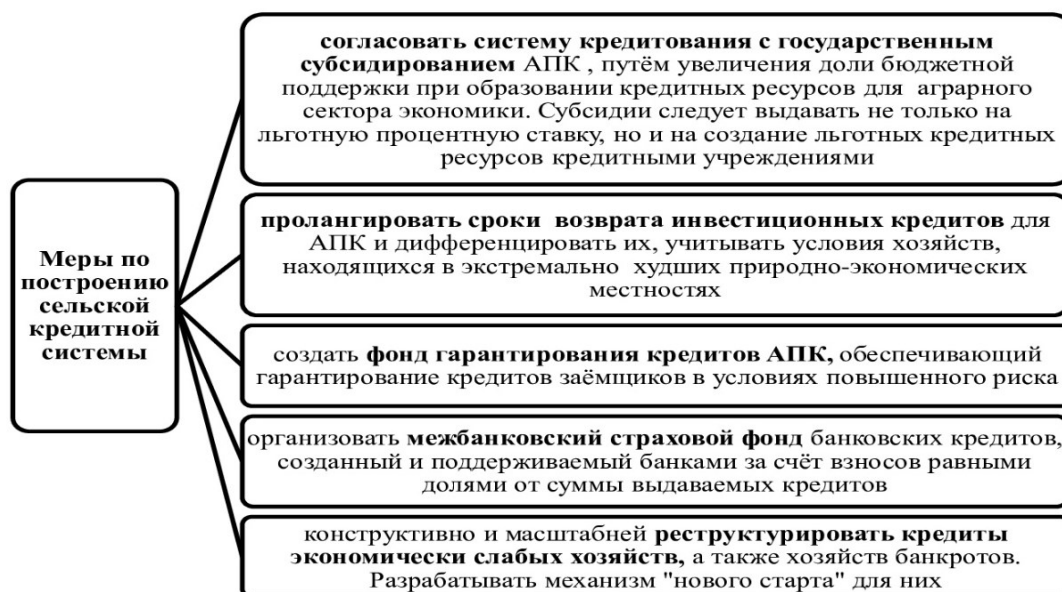 Меры по
построению
сельской
кредитной
системы
согласовать систему кредитования с государственным
субсидированием АПК , путём увеличения доли бюджетной
поддержки при образовании кредитных ресурсов для аграрного
сектора экономики. Субсидии следует выдавать не только на
льготную процентную ставку, но и на создание льготных кредитных
ресурсов кредитными учреждениями
пролангировать сроки возврата инвестиционных кредитов для
АПК и дифференцировать их, учитывать условия хозяйств,
находящихся в экстремально худших природно-экономических
местностях
создать фонд гарантирования кредитов АПК, обеспечивающий
гарантирование кредитов заёмщиков в условиях повышенного риска
организовать межбанковский страховой фонд банковских кредитов,
созданный и поддерживаемый банками за счёт взносов равными
долями от суммы выдаваемых кредитов
конструктивно и масштабней реструктурировать кредиты
экономически слабых хозяйств, а также хозяйств банкротов.
Разрабатывать механизм "нового старта" для них